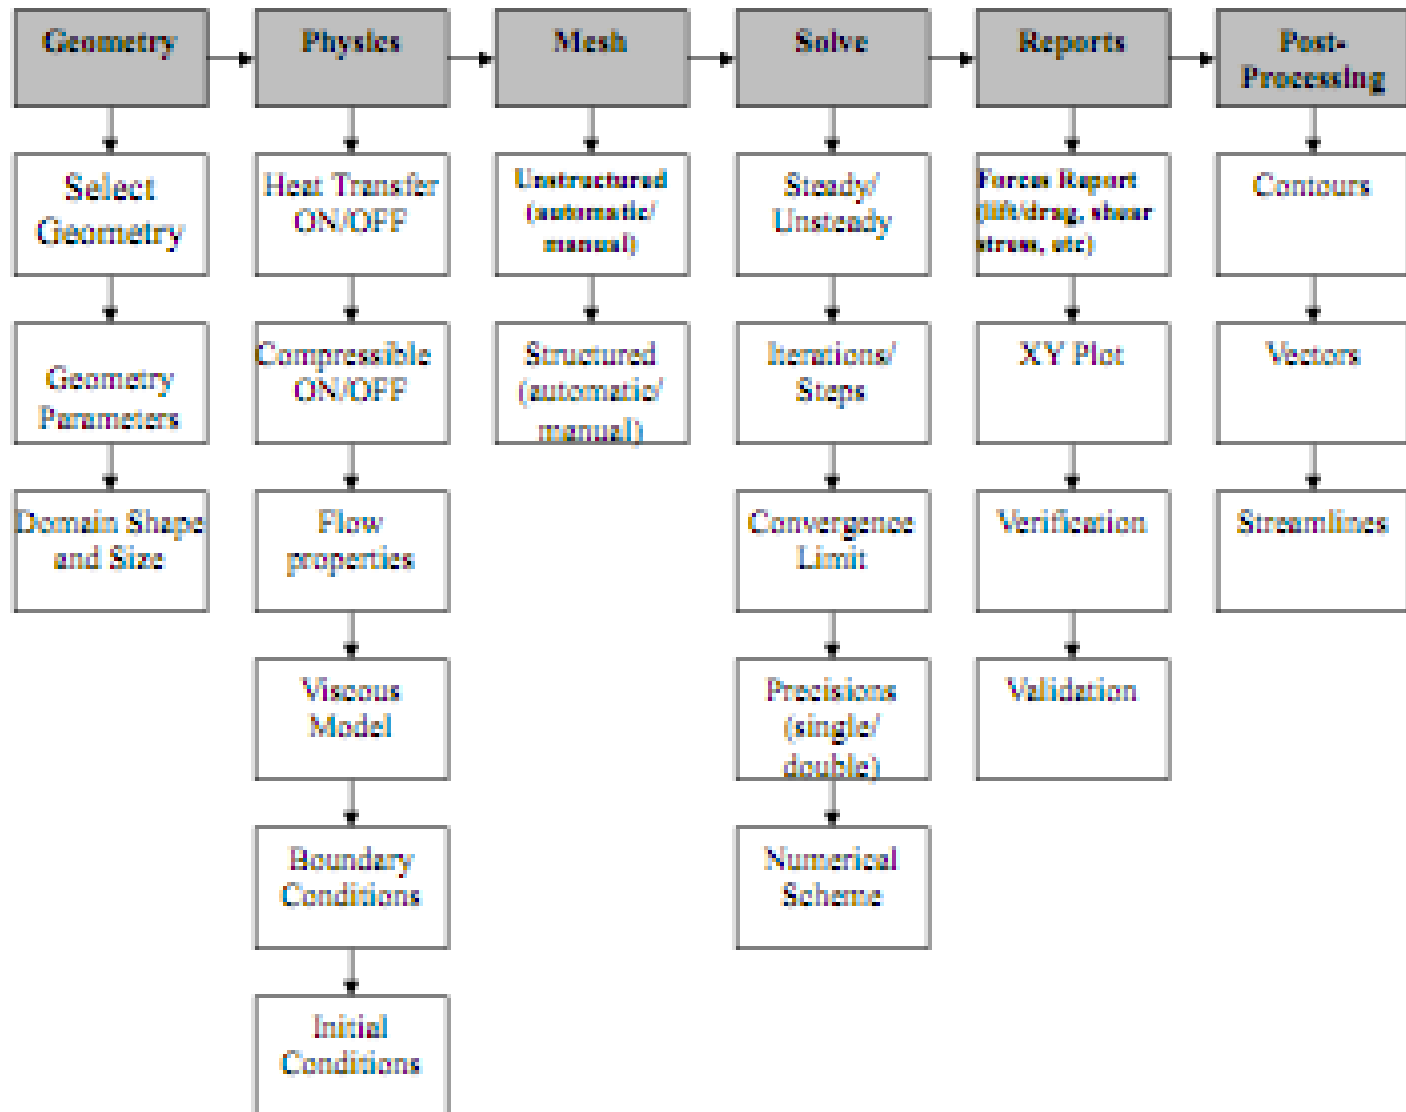 Geometry
Physics
Mesh
Solve
Reports
Post-
Processing
Select
Geometry
Heat Transfer
ON/OFF
Unstructured
(automatic/
manual)
Steady/
Unsteady
Forces Report
(lift/drag, shear
stress, etc)
Contours
Geometry
Parameters
Compressible
ON/OFF
Structured
(automatic/
manual)
Iterations/
Steps
XY Plot
Vectors
Domain Shape
and Size
Flow
properties
Convergence
Limit
Verification
Streamlines
Viscous
Model
Precisions
(single/
double)
Validation
Boundary
Conditions
Numerical
Scheme
Initial
Conditions